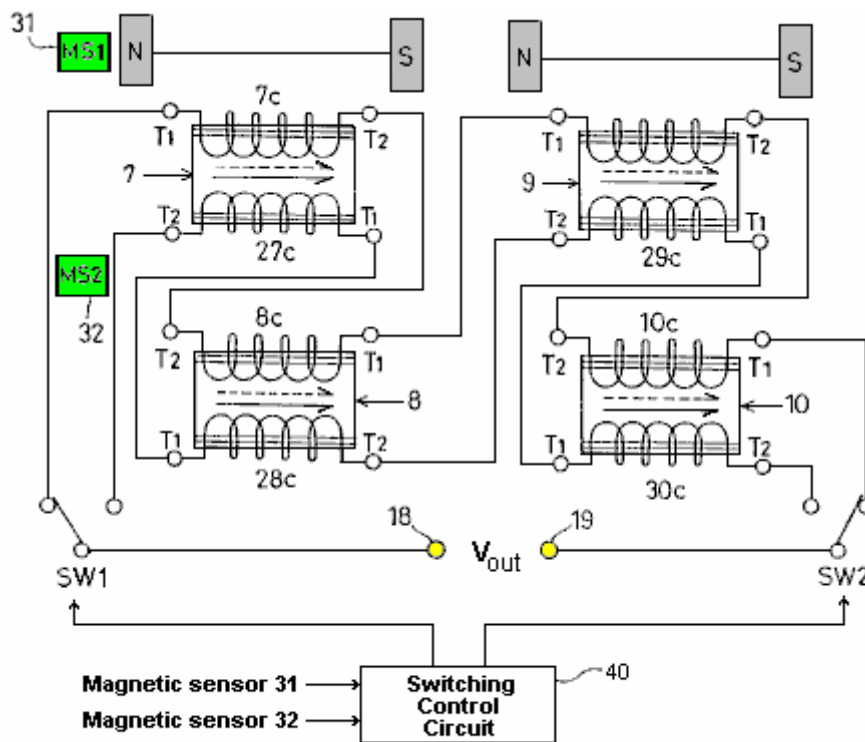 31
MS1
N
S
N
S
7c
T1
T2
T1
T2
7
9
T2
T1
T2
T1
27c
29c
MS2
32
8c
10c
T2
T1
T2
T1
8
10
T1
T2
T1
T2
28c
30c
18
19
Vout
SW1
SW2
40
Magnetic sensor 31
Magnetic sensor 32
Switching
Control
Circuit